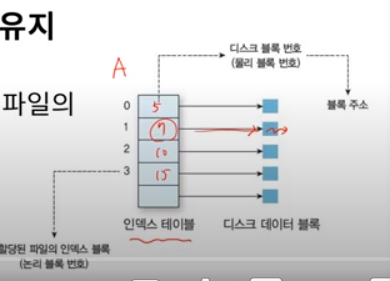 유지
디스크 블록 번호
(물리 블록 번호)
A
파일의
블록 주소
0
5
1
7
2
10
3
15
인덱스 테이블
디스크 데이터 블록
할당된 파일의 인덱스 블록
(논리 블록 번호)